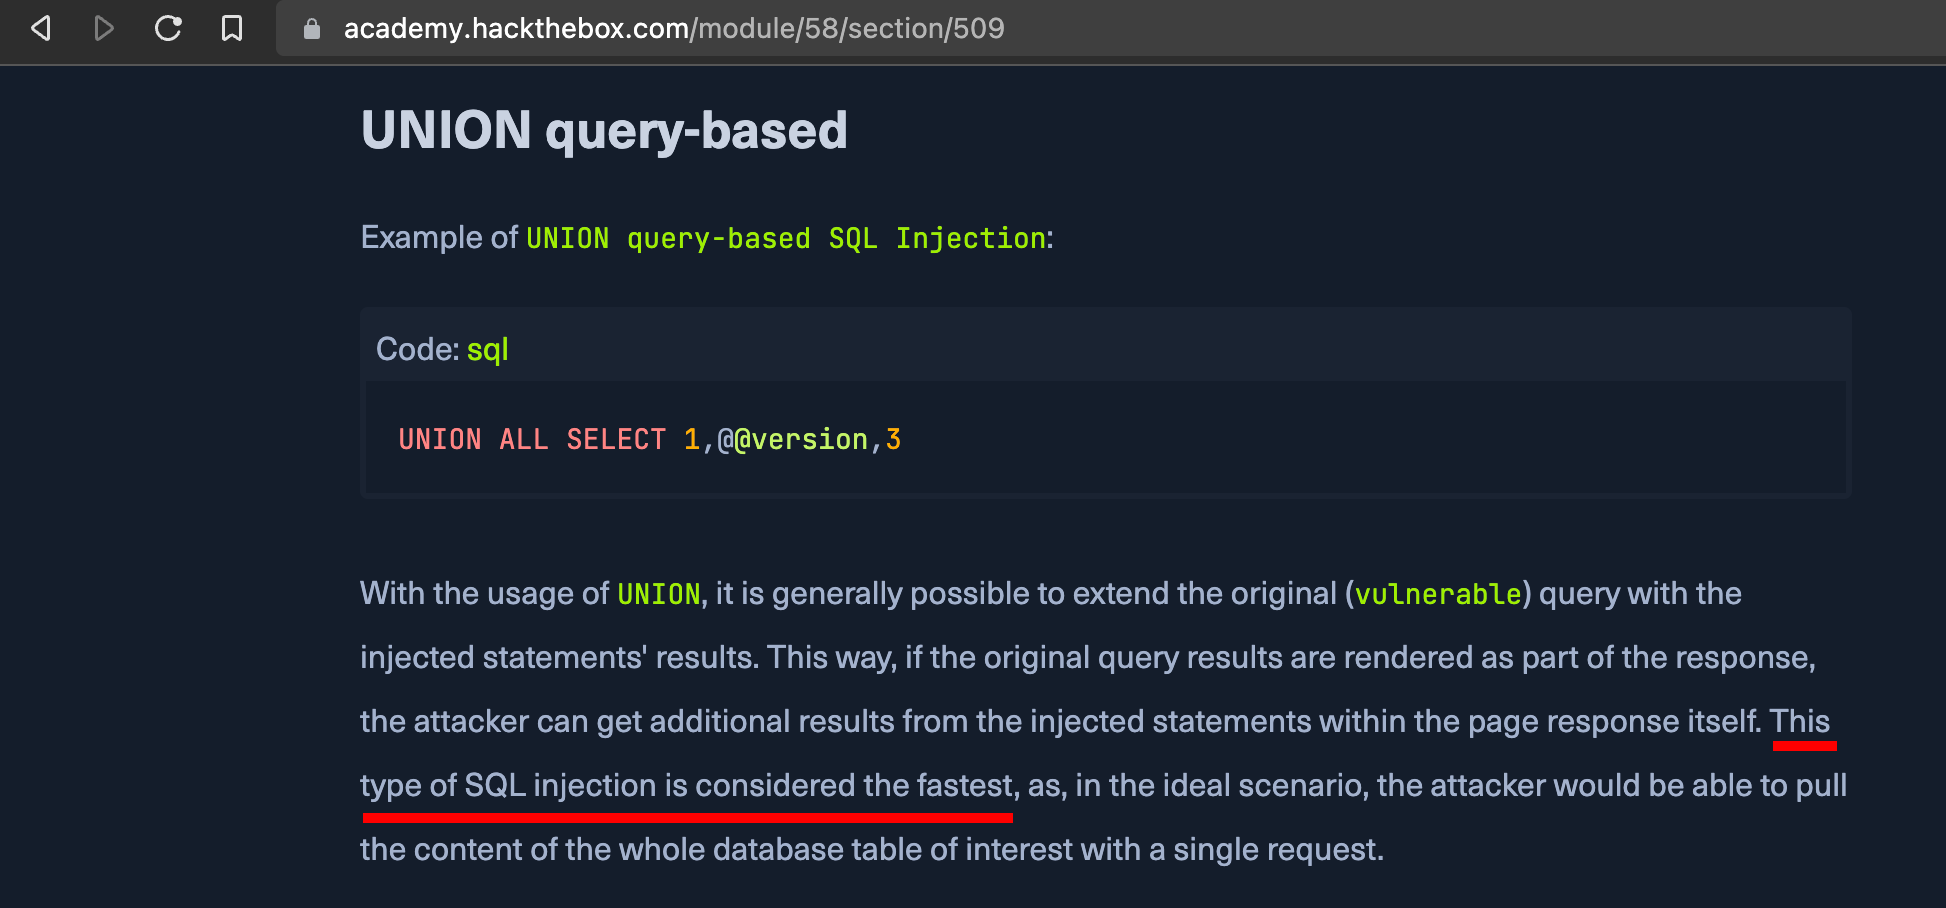 academy.hackthebox.com/module/58/section/509
UNION query-based
Example of UNION query-based SQL Injection:
Code: sql
UNION ALL SELECT 1,@@version,3
With the usage of UNION, it is generally possible to extend the original (vulnerable) query with the
injected statements' results. This way, if the original query results are rendered as part of the response,
the attacker can get additional results from the injected statements within the page response itself. This
type of SQL injection is considered the fastest, as, in the ideal scenario, the attacker would be able to pull
the content of the whole database table of interest with a single request.